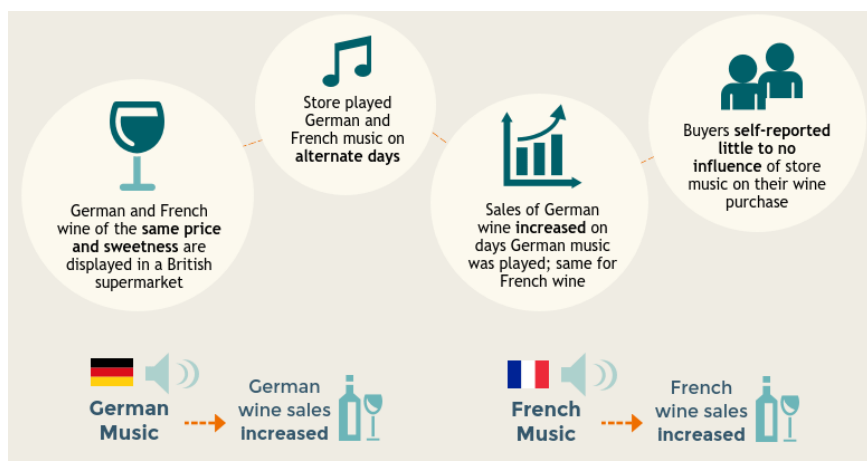 German and French
wine of the same price
and sweetness are
displayed in a British
supermarket
Store played
German and
French music on
alternate days
Sales of German
wine increased on
days German music
was played; same for
French wine
Buyers self-reported
little to no
influence of store
music on their wine
purchase
German
Music
German
wine sales
increased
French
Music
French
wine sales
increased